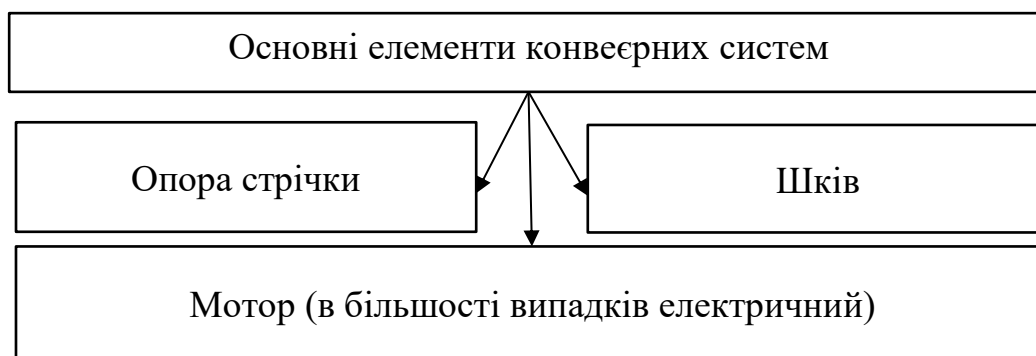 Основні елементи конвеєрних систем
Опора стрічки
Шків
Мотор (в більшості випадків електричний)